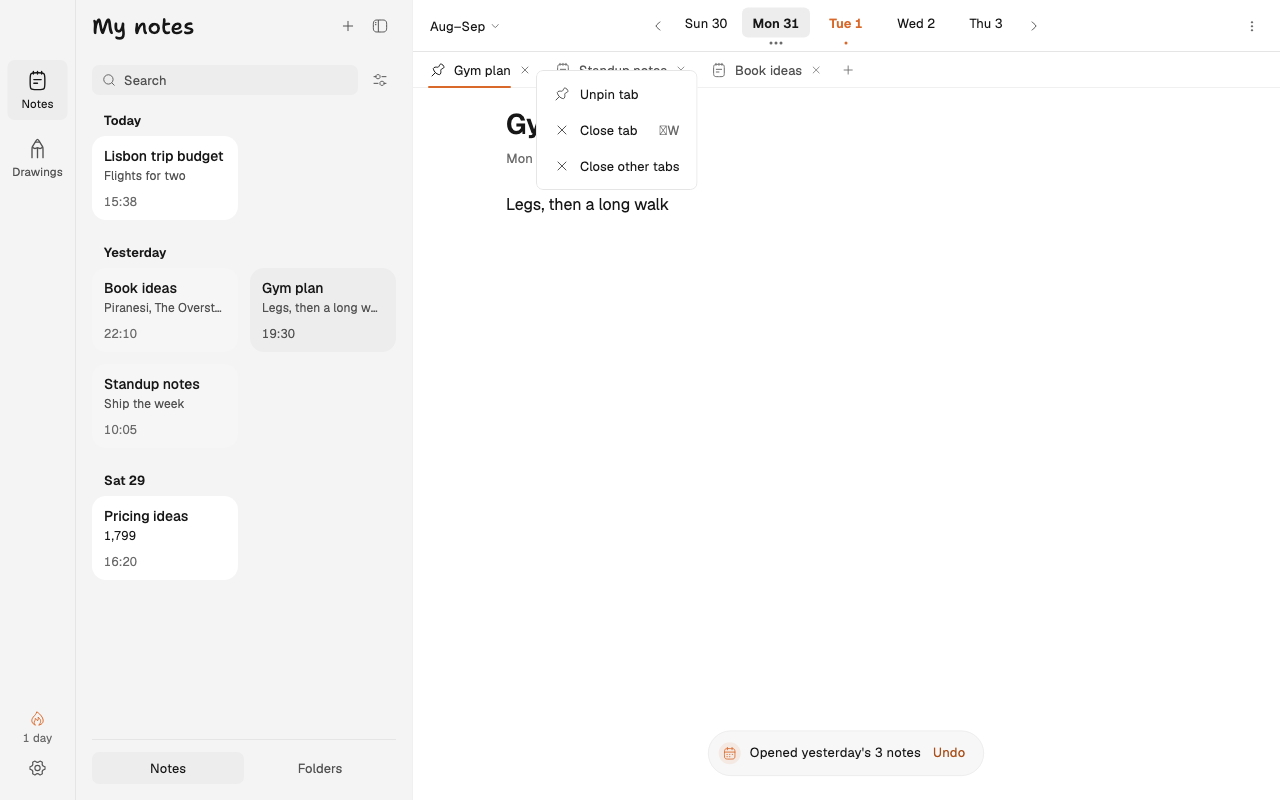 My notes
Notes
Drawings
1 day
Search
Today
Lisbon trip budget
Flights for two
15:38
Yesterday
Book ideas
Piranesi, The Overst…
22:10
Gym plan
Legs, then a long w…
19:30
Standup notes
Ship the week
10:05
Sat 29
Pricing ideas
1,799
16:20
Notes
Folders
Aug–Sep
Sun 30
Mon 31
Tue 1
Wed 2
Thu 3
Gym plan
Standup notes
Book ideas
Unpin tab
Close tab W
Close other tabs
Gy
Mon
Legs, then a long walk
Opened yesterday's 3 notes Undo